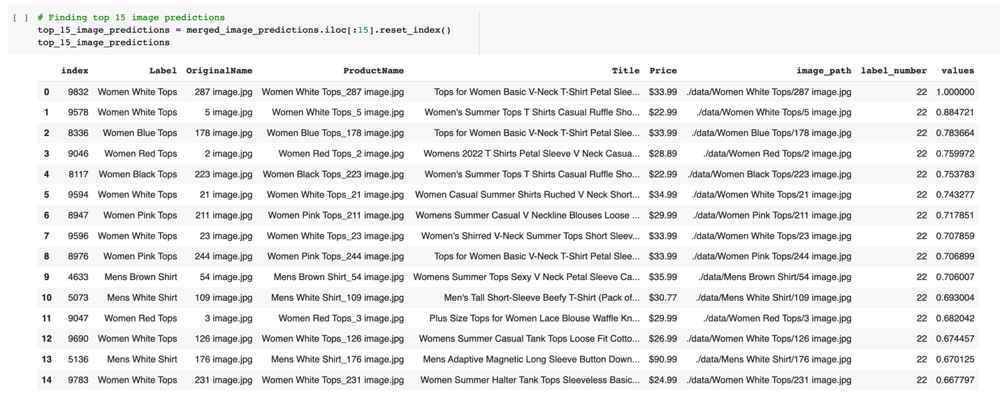 [ ] # Finding top 15 image predictions
top_15_image_predictions = merged_image_predictions.iloc[:15].reset_index()
top_15_image_predictions
index Label OriginalName ProductName Title Price image_path label_number values
0 9832 Women White Tops 287 image.jpg Women White Tops_287 image.jpg Tops for Women Basic V-Neck T-Shirt Petal Slee... $33.99 ./data/Women White Tops/287 image.jpg 22 1.000000
1 9578 Women White Tops 5 image.jpg Women White Tops_5 image.jpg Women's Summer Tops T Shirts Casual Ruffle Sho... $22.99 ./data/Women White Tops/5 image.jpg 22 0.884721
2 8336 Women Blue Tops 178 image.jpg Women Blue Tops_178 image.jpg Tops for Women Basic V-Neck T-Shirt Petal Slee... $33.99 ./data/Women Blue Tops/178 image.jpg 22 0.783664
3 9046 Women Red Tops 2 image.jpg Women Red Tops_2 image.jpg Womens 2022 T Shirts Petal Sleeve V Neck Casua... $28.89 ./data/Women Red Tops/2 image.jpg 22 0.759972
4 8117 Women Black Tops 223 image.jpg Women Black Tops_223 image.jpg Women's Summer Tops T Shirts Casual Ruffle Sho... $22.99 ./data/Women Black Tops/223 image.jpg 22 0.753783
5 9594 Women White Tops 21 image.jpg Women White Tops_21 image.jpg Women Casual Summer Shirts Ruched V Neck Short... $34.99 ./data/Women White Tops/21 image.jpg 22 0.743277
6 8947 Women Pink Tops 211 image.jpg Women Pink Tops_211 image.jpg Womens Summer Casual V Neckline Blouses Loose ... $29.99 ./data/Women Pink Tops/211 image.jpg 22 0.717851
7 9596 Women White Tops 23 image.jpg Women White Tops_23 image.jpg Women's Shirred V-Neck Summer Tops Short Sleev... $33.99 ./data/Women White Tops/23 image.jpg 22 0.707859
8 8976 Women Pink Tops 244 image.jpg Women Pink Tops_244 image.jpg Tops for Women Basic V-Neck T-Shirt Petal Slee... $33.99 ./data/Women Pink Tops/244 image.jpg 22 0.706899
9 4633 Mens Brown Shirt 54 image.jpg Mens Brown Shirt_54 image.jpg Womens Summer Tops Sexy V Neck Petal Sleeve Ca... $35.99 ./data/Mens Brown Shirt/54 image.jpg 22 0.706007
10 5073 Mens White Shirt 109 image.jpg Mens White Shirt_109 image.jpg Men's Tall Short-Sleeve Beefy T-Shirt (Pack of... $30.77 ./data/Mens White Shirt/109 image.jpg 22 0.693004
11 9047 Women Red Tops 3 image.jpg Women Red Tops_3 image.jpg Plus Size Tops for Women Lace Blouse Waffle Kn... $29.99 ./data/Women Red Tops/3 image.jpg 22 0.682042
12 9690 Women White Tops 126 image.jpg Women White Tops_126 image.jpg Womens Summer Casual Tank Tops Loose Fit Cotto... $26.99 ./data/Women White Tops/126 image.jpg 22 0.674457
13 5136 Mens White Shirt 176 image.jpg Mens White Shirt_176 image.jpg Mens Adaptive Magnetic Long Sleeve Button Down... $90.99 ./data/Mens White Shirt/176 image.jpg 22 0.670125
14 9783 Women White Tops 231 image.jpg Women White Tops_231 image.jpg Women Summer Halter Tank Tops Sleeveless Basic... $24.99 ./data/Women White Tops/231 image.jpg 22 0.667797